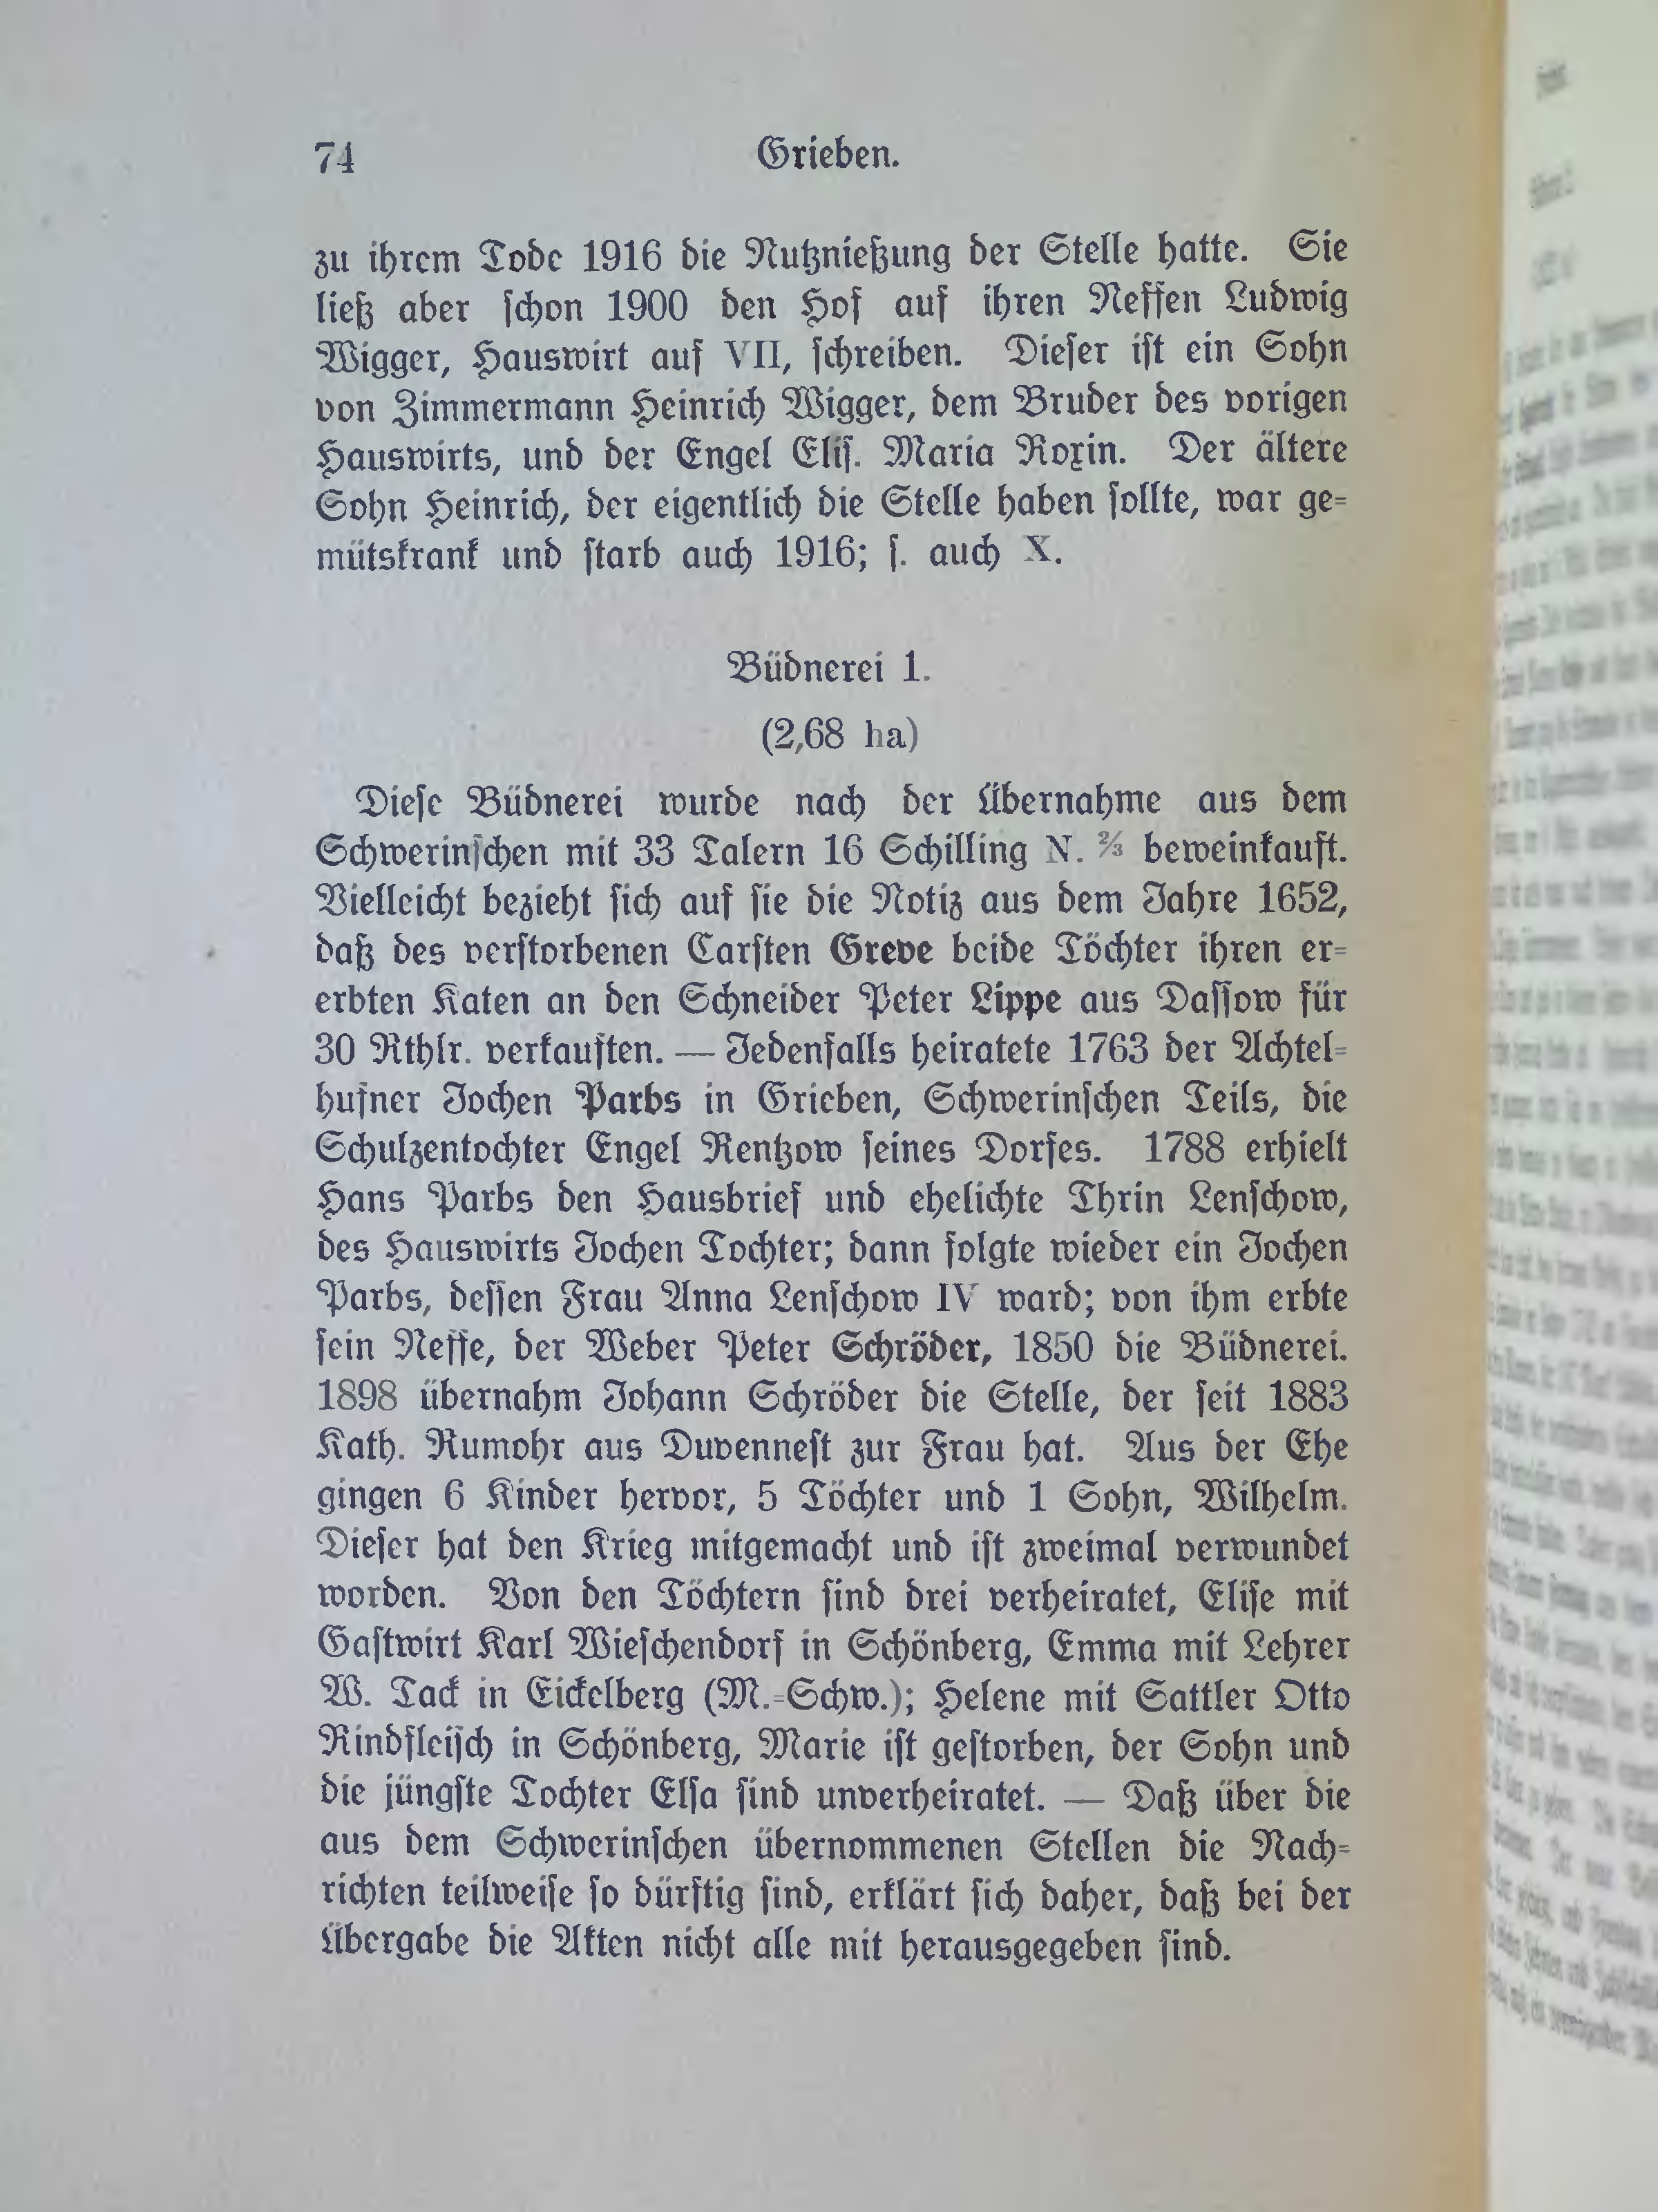 74 Grieben.
zu ihrem Tode 1916 die Nutznießung der Stelle hatte. Sie
ließ aber schon 1900 den Hof auf ihren Neffen Ludwig
Wigger, Hauswirt auf VII, schreiben. Dieser ist ein Sohn
von Zimmermann Heinrich Wigger, dem Bruder des vorigen
Hauswirts, und der Engel Elis. Maria Roxin. Der ältere
Sohn Heinrich, der eigentlich die Stelle haben sollte, war ge-
mütskrank und starb auch 1916; s. auch X.
Büdnerei 1.
(2,68 ha)
Diese Büdnerei wurde nach der Übernahme aus dem
Schwerinschen mit 33 Talern 16 Schilling N. ⅔ beweinkauft.
Vielleicht bezieht sich auf sie die Notiz aus dem Jahre 1652,
daß des verstorbenen Carsten Greve beide Töchter ihren er-
erbten Katen an den Schneider Peter Lippe aus Dassow für
30 Rthlr. verkauften. — Jedenfalls heiratete 1763 der Achtel-
hufner Jochen Parbs in Grieben, Schwerinschen Teils, die
Schulzentochter Engel Rentzow seines Dorfes. 1788 erhielt
Hans Parbs den Hausbrief und ehelichte Thrin Lenschow,
des Hauswirts Jochen Tochter; dann folgte wieder ein Jochen
Parbs, dessen Frau Anna Lenschow IV ward; von ihm erbte
sein Neffe, der Weber Peter Schröder, 1850 die Büdnerei.
1898 übernahm Johann Schröder die Stelle, der seit 1883
Kath. Rumohr aus Duvennest zur Frau hat. Aus der Ehe
gingen 6 Kinder hervor, 5 Töchter und 1 Sohn, Wilhelm.
Dieser hat den Krieg mitgemacht und ist zweimal verwundet
worden. Von den Töchtern sind drei verheiratet, Elise mit
Gastwirt Karl Wieschendorf in Schönberg, Emma mit Lehrer
W. Tack in Eickelberg (M.-Schw.); Helene mit Sattler Otto
Rindfleisch in Schönberg, Marie ist gestorben, der Sohn und
die jüngste Tochter Elsa sind unverheiratet. — Daß über die
aus dem Schwerinschen übernommenen Stellen die Nach-
richten teilweise so dürftig sind, erklärt sich daher, daß bei der
Übergabe die Akten nicht alle mit herausgegeben sind.